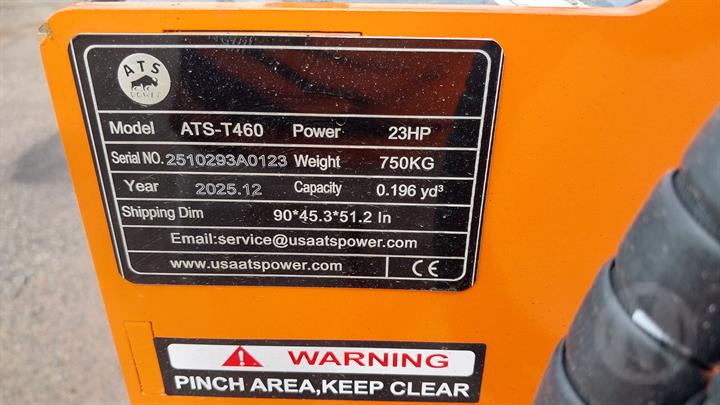 ATS
POWER
Model ATS-T460 Power 23HP
Serial NO. 2510293A0123 Weight 750KG
Year 2025.12 Capacity 0.196 yd³
Shipping Dim 90*45.3*51.2 In
Email:service@usaatspower.com
www.usaatspower.com CE
WARNING
PINCH AREA,KEEP CLEAR